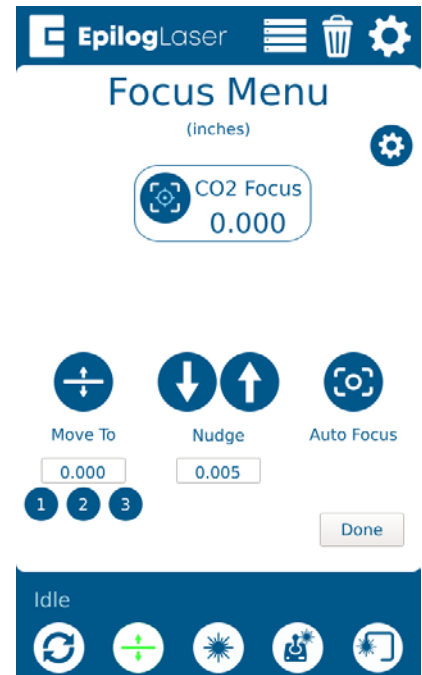 EpilogLaser
Focus Menu
(inches)
CO2 Focus
0.000
Move To
Nudge
Auto Focus
0.000
0.005
1 2 3
Done
Idle